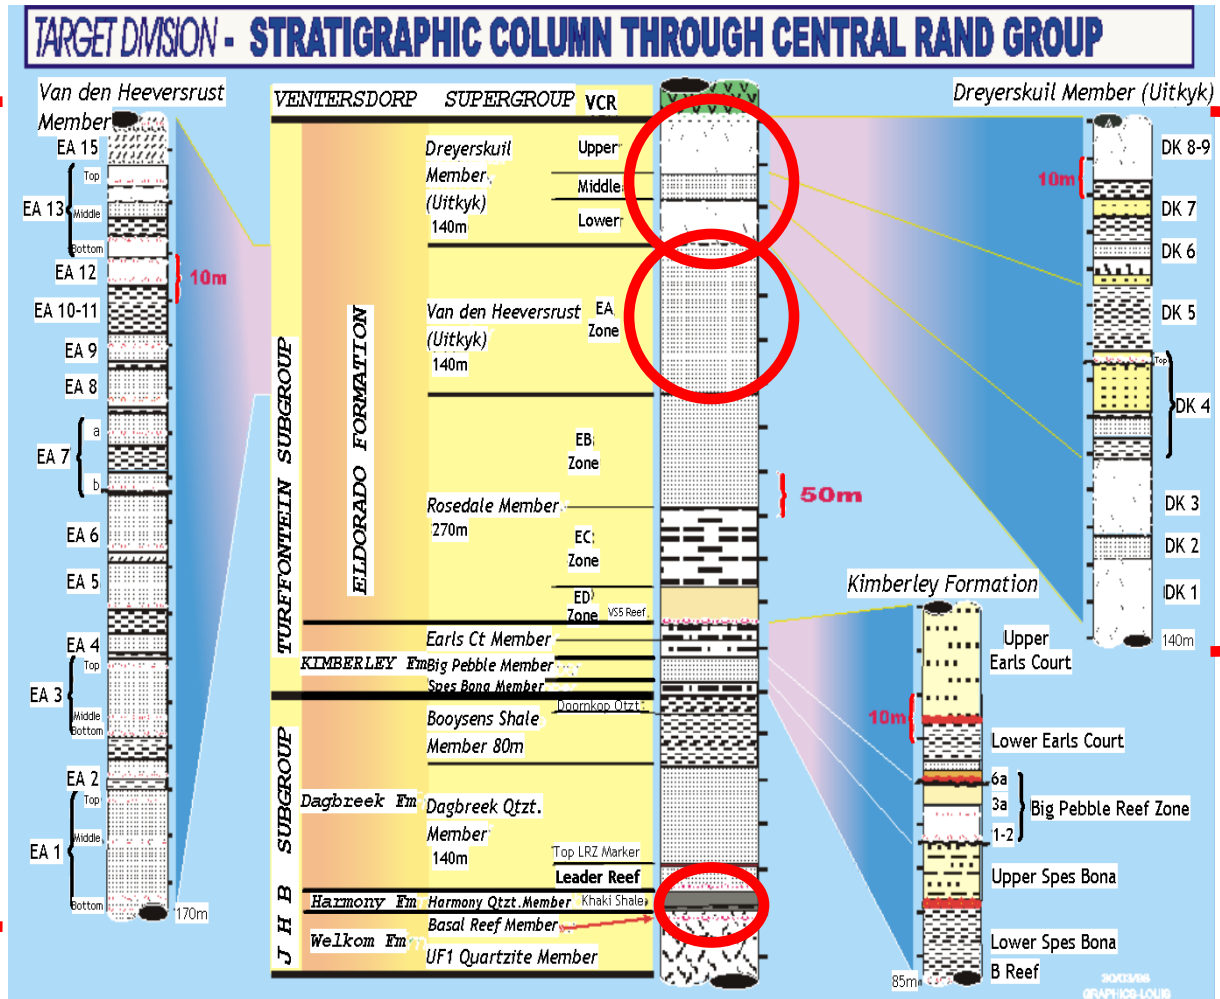 TARGET DIVISION - STRATIGRAPHIC COLUMN THROUGH CENTRAL RAND GROUP
Van den Heeversrust
Member
EA 15
Top
EA 13
Middle
Bottom
EA 12
10m
EA 10-11
EA 9
EA 8
a
EA 7
b
EA 6
EA 5
EA 4
Top
EA 3
Middle
Bottom
EA 2
Top
Middle
EA 1
Bottom
170m
VENTERSDORP SUPERGROUP VCR
TURFFONTEIN SUBGROUP
J H B SUBGROUP
ELDORADO FORMATION
Dreyerskuil
Member
(Uitkyk)
140m
Upper
Middle
Lower
Van den Heeversrust
(Uitkyk)
140m
EA
Zone
EB
Zone
Rosedale Member
270m
EC
Zone
ED
Zone
VS5 Reef
50m
Earls Ct Member
KIMBERLEY Fm
Big Pebble Member
Spes Bona Member
Doornkop Qtzt
Booysens Shale
Member 80m
Dagbreek Fm
Dagbreek Qtzt.
Member
140m
Top LRZ Marker
Leader Reef
Harmony Fm
Harmony Qtzt.Member
Khaki Shale
Basal Reef Member
Welkom Fm
UF1 Quartzite Member
Dreyerskuil Member (Uitkyk)
DK 8-9
10m
DK 7
DK 6
DK 5
Top
DK 4
DK 3
DK 2
DK 1
140m
Kimberley Formation
Upper
Earls Court
10m
Lower Earls Court
6a
3a
Big Pebble Reef Zone
1-2
Upper Spes Bona
Lower Spes Bona
B Reef
85m
GRAPHICS-LOUIS